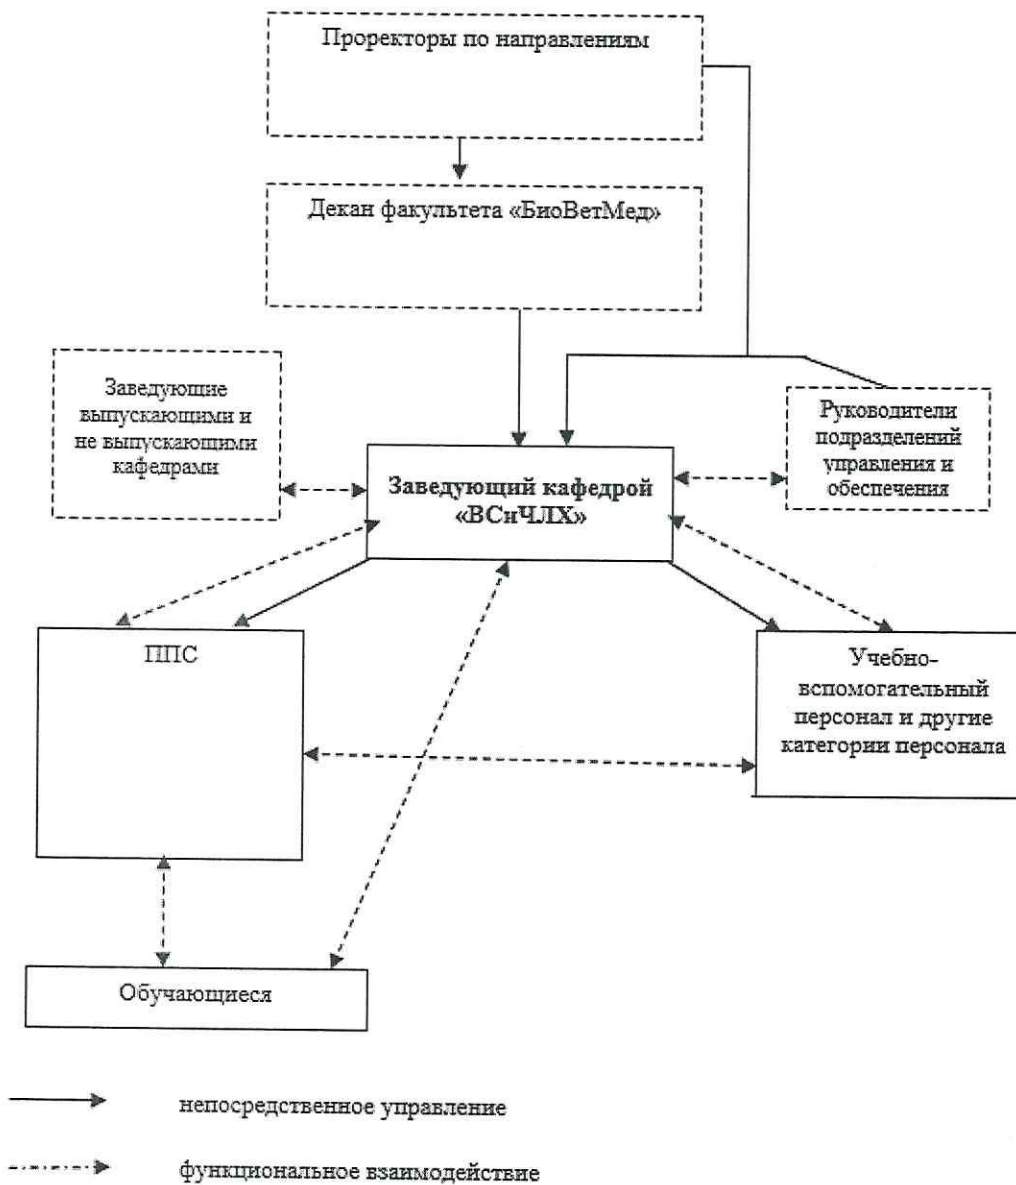 Проректоры по направлениям
Декан факультета «БиоВетМед»
Заведующие
выпускающими и
не выпускающими
кафедрами
Руководители
подразделений
управления и
обеспечения
Заведующий кафедрой
«ВСиЧЛХ»
ППС
Учебно-
вспомогательный
персонал и другие
категории персонала
Обучающиеся
непосредственное управление
функциональное взаимодействие